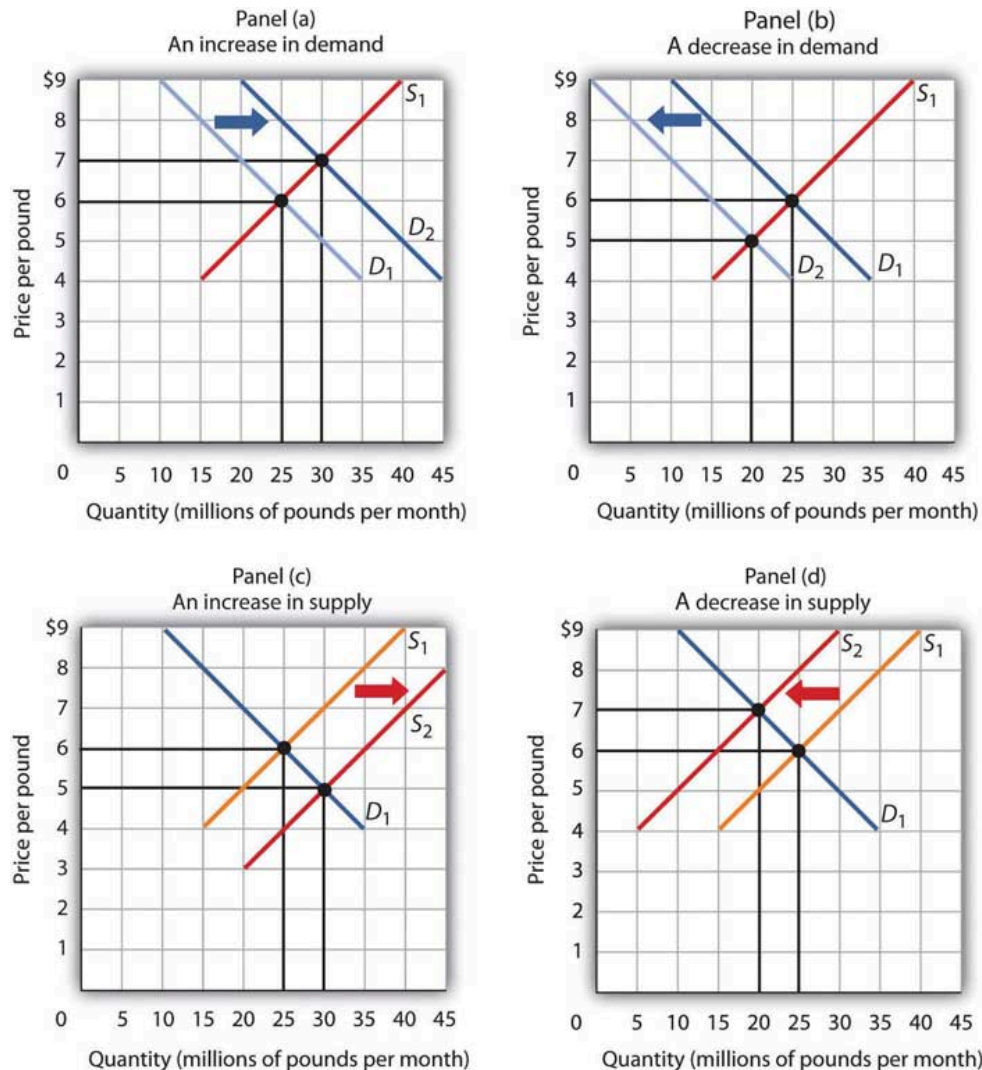 Panel (a)
An increase in demand
$9
8
7
6
5
4
3
2
1
0
5 10 15 20 25 30 35 40 45
S1
D2
D1
Price per pound
Quantity (millions of pounds per month)
Panel (b)
A decrease in demand
$9
8
7
6
5
4
3
2
1
0
5 10 15 20 25 30 35 40 45
S1
D2
D1
Price per pound
Quantity (millions of pounds per month)
Panel (c)
An increase in supply
$9
8
7
6
5
4
3
2
1
0
5 10 15 20 25 30 35 40 45
S1
S2
D1
Price per pound
Quantity (millions of pounds per month)
Panel (d)
A decrease in supply
$9
8
7
6
5
4
3
2
1
0
5 10 15 20 25 30 35 40 45
S2
S1
D1
Price per pound
Quantity (millions of pounds per month)